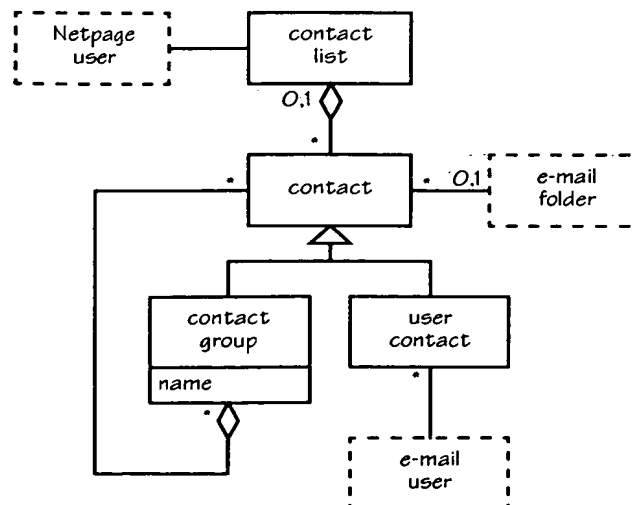 Netpage
user
contact
list
0,1
*
contact
*
*
0,1
e-mail
folder
contact
group
name
*
user
contact
*
e-mail
user